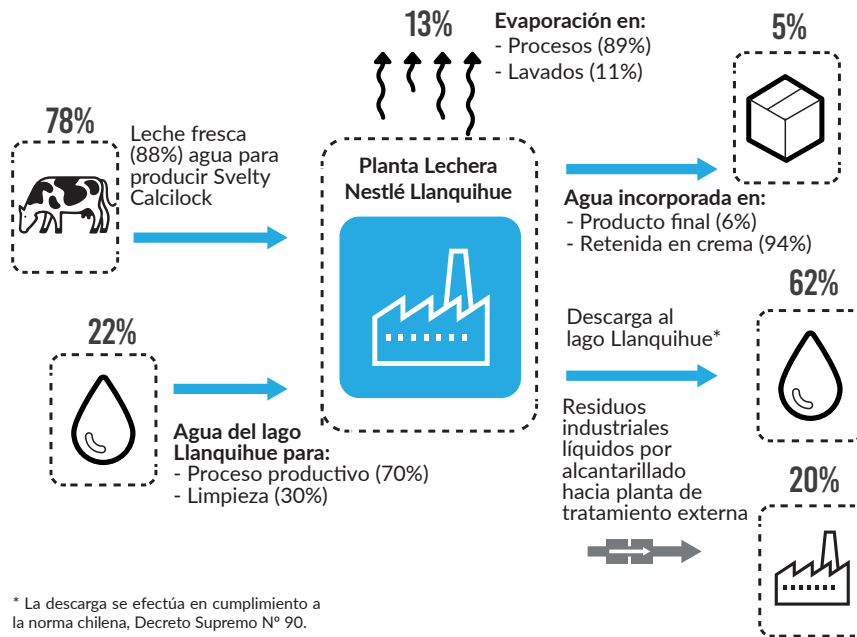 78%
Leche fresca
(88%) agua para
producir Svelty
Calcilock
22%
Agua del lago
Llanquihue para:
- Proceso productivo (70%)
- Limpieza (30%)
13%
Evaporación en:
- Procesos (89%)
- Lavados (11%)
Planta Lechera
Nestlé Llanquihue
5%
Agua incorporada en:
- Producto final (6%)
- Retenida en crema (94%)
62%
Descarga al
lago Llanquihue*
Residuos
industriales
líquidos por
alcantarillado
hacia planta de
tratamiento externa
20%
* La descarga se efectúa en cumplimiento a
la norma chilena, Decreto Supremo Nº 90.